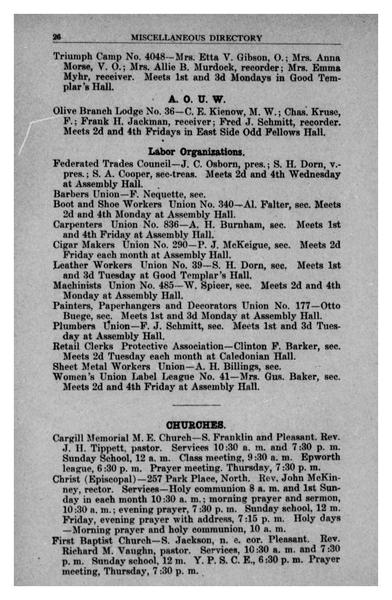 26 MISCELLANEOUS DIRECTORY
Triumph Camp No. 4048—Mrs. Etta V. Gibson, O.; Mrs. Anna
Morse, V. O.; Mrs. Allie B. Murdock, recorder; Mrs. Emma
Myhr, receiver. Meets 1st and 3d Mondays in Good Tem-
plar's Hall.
A. O. U. W.
Olive Branch Lodge No. 36—C. E. Kienow, M. W.; Chas. Kruse,
F.; Frank H. Jackman, receiver; Fred J. Schmitt, recorder.
Meets 2d and 4th Fridays in East Side Odd Fellows Hall.
Labor Organizations.
Federated Trades Council—J. C. Osborn, pres.; S. H. Dorn, v.-
pres.; S. A. Cooper, sec-treas. Meets 2d and 4th Wednesday
at Assembly Hall.
Barbers Union—F. Nequette, sec.
Boot and Shoe Workers Union No. 340—Al. Falter, sec. Meets
2d and 4th Monday at Assembly Hall.
Carpenters Union No. 836—A. H. Burnham, sec. Meets 1st
and 4th Friday at Assembly Hall.
Cigar Makers Union No. 290—P. J. McKeigue, sec. Meets 2d
Friday each month at Assembly Hall.
Leather Workers Union No. 39—S. H. Dorn, sec. Meets 1st
and 3d Tuesday at Good Templar's Hall.
Machinists Union No. 485—W. Spicer, sec. Meets 2d and 4th
Monday at Assembly Hall.
Painters, Paperhangers and Decorators Union No. 177—Otto
Buege, sec. Meets 1st and 3d Monday at Assembly Hall.
Plumbers Union—F. J. Schmitt, sec. Meets 1st and 3d Tues-
day at Assembly Hall.
Retail Clerks Protective Association—Clinton F. Barker, sec.
Meets 2d Tuesday each month at Caledonian Hall.
Sheet Metal Workers Union—A. H. Billings, sec.
Women's Union Label League No. 41—Mrs. Gus. Baker, sec.
Meets 2d and 4th Friday at Assembly Hall.
CHURCHES.
Cargill Memorial M. E. Church—S. Franklin and Pleasant. Rev.
J. H. Tippett, pastor. Services 10:30 a. m. and 7:30 p. m.
Sunday School, 12 a. m. Class meeting, 9:30 a. m. Epworth
league, 6:30 p. m. Prayer meeting. Thursday, 7:30 p. m.
Christ (Episcopal)—257 Park Place, North. Rev. John McKin-
ney, rector. Services—Holy communion 8 a. m. and 1st Sun-
day in each month 10:30 a. m.; morning prayer and sermon,
10:30 a. m.; evening prayer, 7:30 p. m. Sunday school, 12 m.
Friday, evening prayer with address, 7:15 p. m. Holy days
—Morning prayer and holy communion, 10 a. m.
First Baptist Church—S. Jackson, n. e. cor. Pleasant. Rev.
Richard M. Vaughn, pastor. Services, 10:30 a. m. and 7:30
p. m. Sunday school, 12 m. Y. P. S. C. E., 6:30 p. m. Prayer
meeting, Thursday, 7:30 p. m.